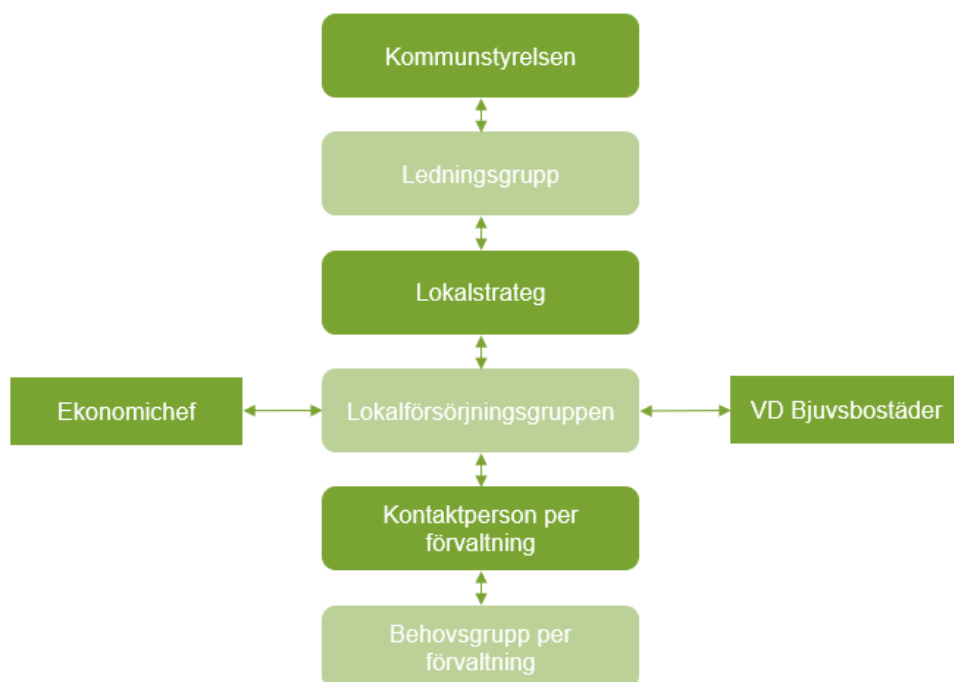 Kommunstyrelsen
Ledningsgrupp
Lokalstrateg
Ekonomichef
Lokalförsörjningsgruppen
VD Bjuvsbostäder
Kontaktperson per
förvaltning
Behovsgrupp per
förvaltning